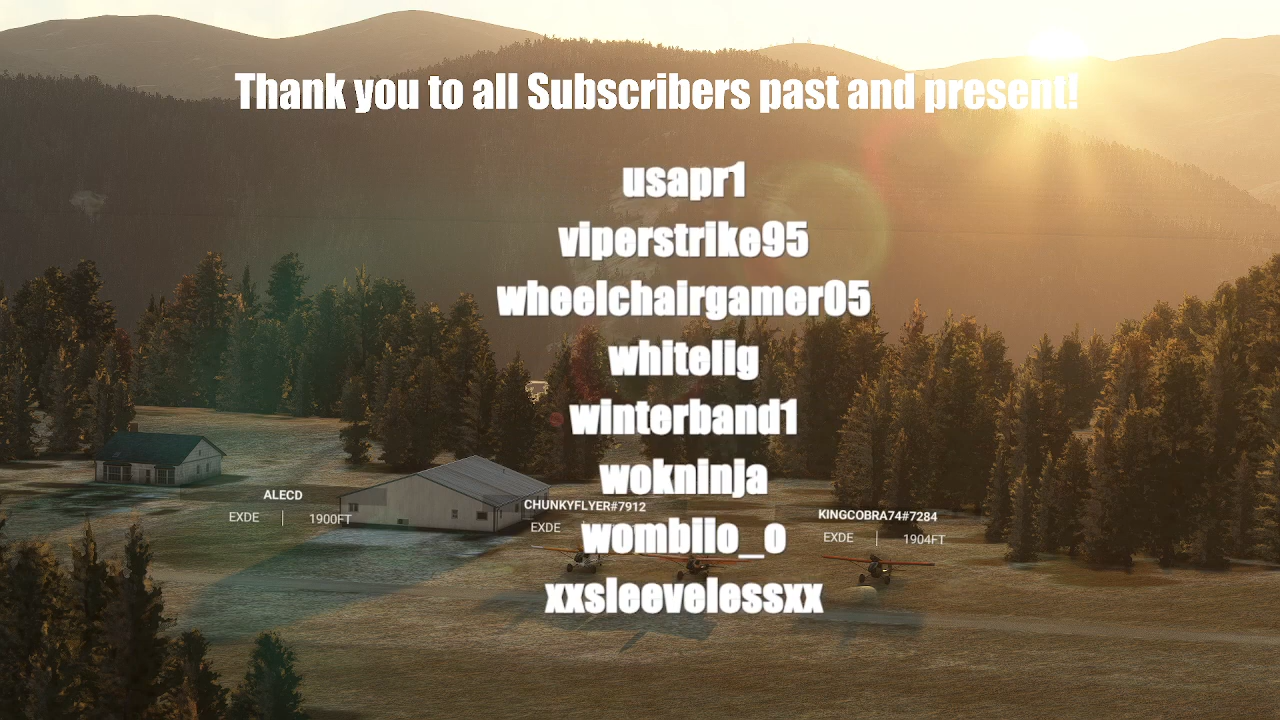 Thank you to all Subscribers past and present!
usapr1
viperstrike95
wheelchairgamer05
whitelig
winterband1
wokninja
ALECD
EXDE | 1900FT
CHUNKYFLYER#7912
EXDE
KINGCOBRA74#7284
EXDE | 1904FT
wombiio_o
xxsleevelessxx